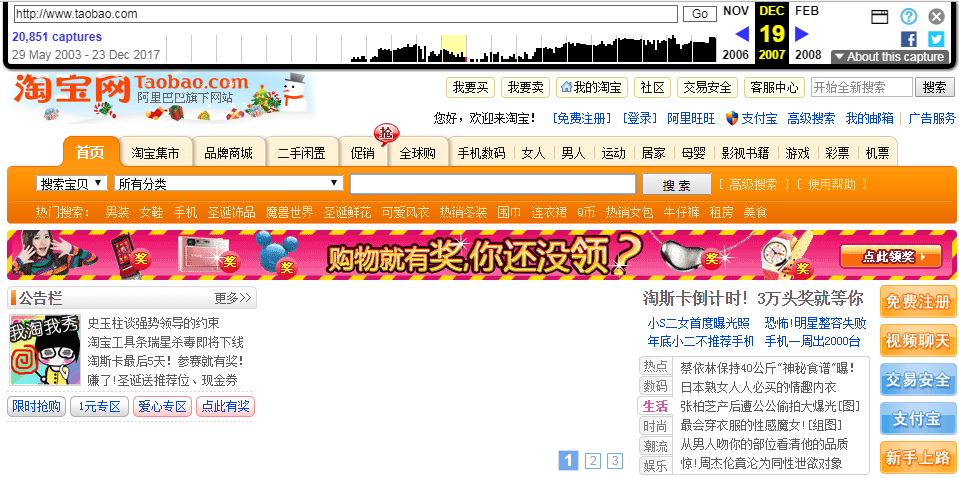 http://www.taobao.com Go NOV DEC FEB
20,851 captures 19
29 May 2003 - 23 Dec 2017 2006 2007 2008 About this capture
淘宝网 Taobao.com
阿里巴巴旗下网站
我要买 我要卖 我的淘宝 社区 交易安全 客服中心 开始全新搜索 搜索
您好，欢迎来淘宝！ [免费注册] [登录] 阿里旺旺 支付宝 高级搜索 我的邮箱 | 广告服务
抢
首页 淘宝集市 品牌商城 二手闲置 促销 全球购 手机数码 女人 男人 运动 居家 母婴 影视书籍 游戏 彩票 机票
搜索宝贝 所有分类 搜 索 [ 高级搜索 ] [ 使用帮助 ]
热门搜索： 男装 女鞋 手机 圣诞饰品 魔兽世界 圣诞鲜花 可爱风衣 热销冬装 围巾 连衣裙 Q币 热销女包 牛仔裤 租房 美食
奖 奖 奖 购物就有奖,你还没领？ 奖 奖 点此领奖
公告栏 更多>>
我淘我秀
史玉柱谈强势领导的约束
淘宝工具条瑞星杀毒即将下线
淘斯卡最后5天！参赛就有奖！
赚了!圣诞送推荐位、现金券
限时抢购 1元专区 爱心专区 点此有奖
1 2 3
淘斯卡倒计时！3万头奖就等你
小S二女首度曝光照 恐怖!明星整容失败
年底小二不推荐手机 手机一周出2000台
热点 蔡依林保持40公斤“神秘食谱”曝！
数码 日本熟女人人必买的情趣内衣
生活 张柏芝产后遭公公偷拍大爆光[图]
时尚 最会穿衣服的性感魔女![组图]
潮流 从男人吻你的部位看清他的品质
娱乐 惊!周杰伦竟沦为同性泄欲对象
免费注册
视频聊天
交易安全
支付宝
新手上路